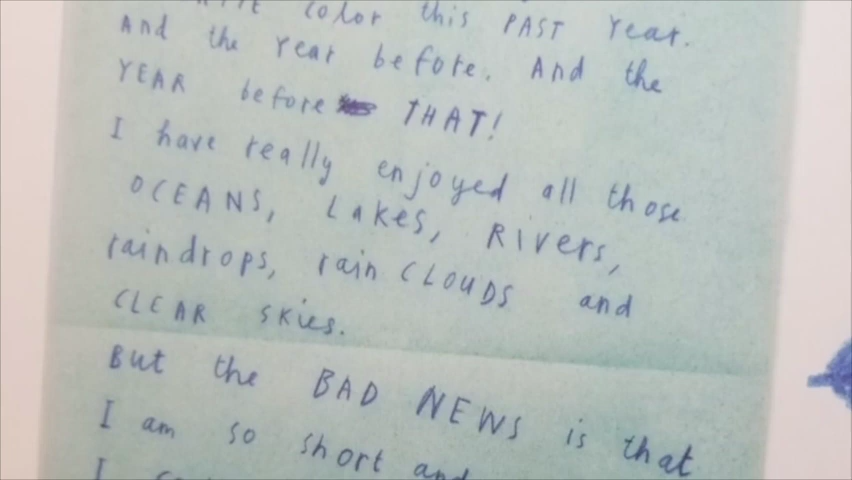 color this PAST Year.
And the Year before. And the
YEAR before THAT!
I have really enjoyed all those
OCEANS, Lakes, RiVers,
raindrops, rain CLOUDS and
CLEAR skies.
But the BAD NEWS is that
I am so short and
I